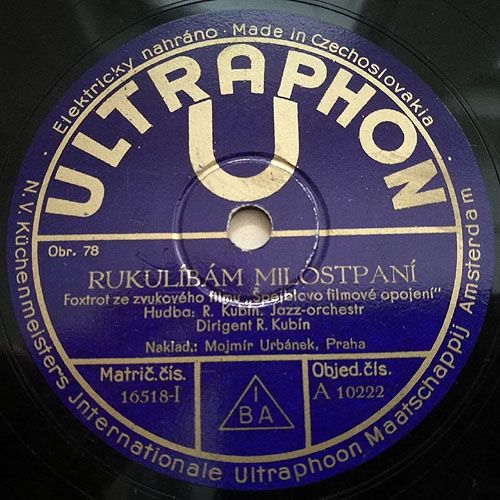 Elektricky nahráno · Made in Czechoslovakia
ULTRAPHON
U
Obr. 78
RUKULÍBÁM MILOSTPANÍ
Foxtrot ze zvukového filmu „Špejblovo filmové opojení“
Hudba: R. Kubín. Jazz-orchestr
Dirigent R. Kubín
Naklad.: Mojmír Urbánek, Praha
Matrič. čís.
16518-I
I
BA
Objed. čís.
A 10222
N. V. Küchenmeister's Jnternationale Ultraphoon Maatschappij Amsterdam